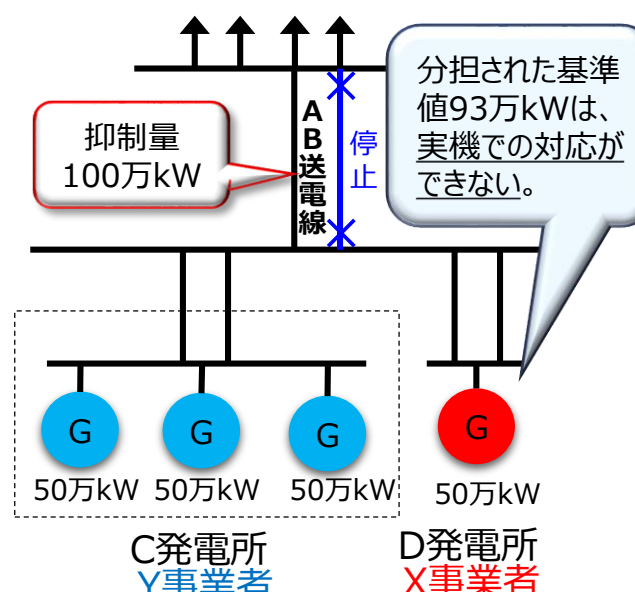 分担された基準
値93万kWは、
実機での対応が
できない。
抑制量
100万kW
AB送電線
停止
G
G
G
G
50万kW
50万kW
50万kW
50万kW
C発電所
D発電所
Y事業者
X事業者